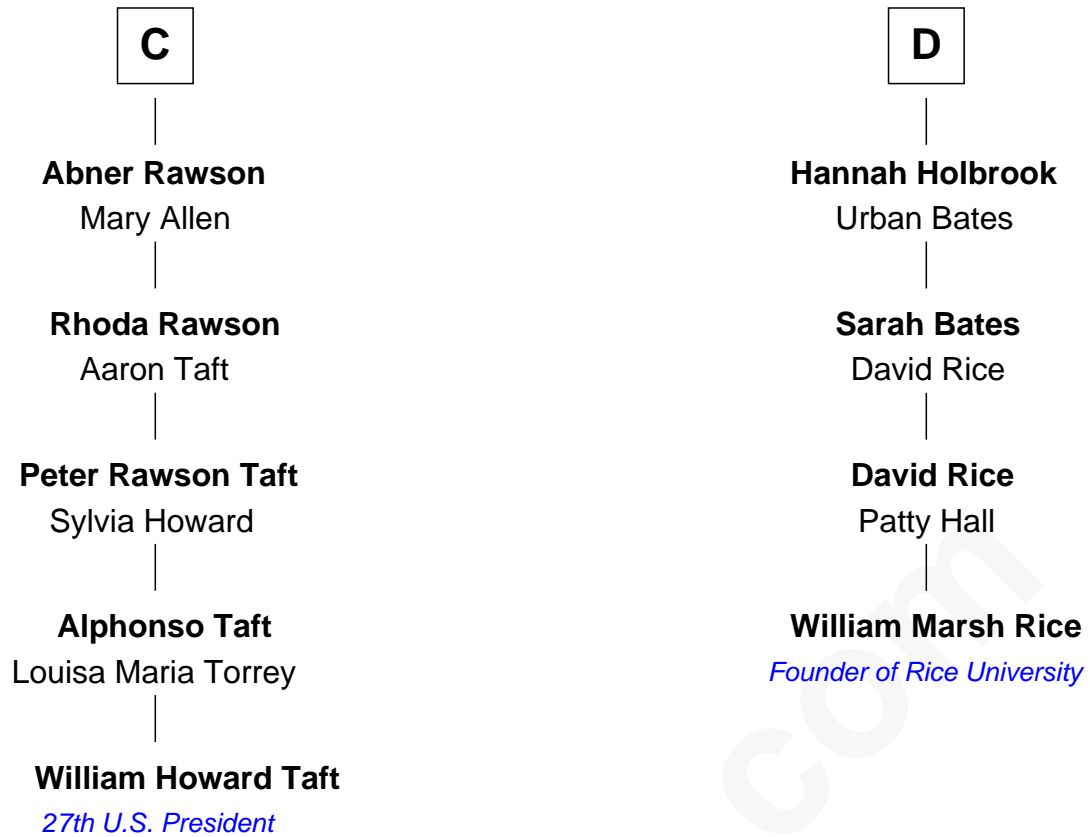 C
Abner Rawson
Mary Allen
Rhoda Rawson
Aaron Taft
Peter Rawson Taft
Sylvia Howard
Alphonso Taft
Louisa Maria Torrey
William Howard Taft
27th U.S. President
D
Hannah Holbrook
Urban Bates
Sarah Bates
David Rice
David Rice
Patty Hall
William Marsh Rice
Founder of Rice University
com